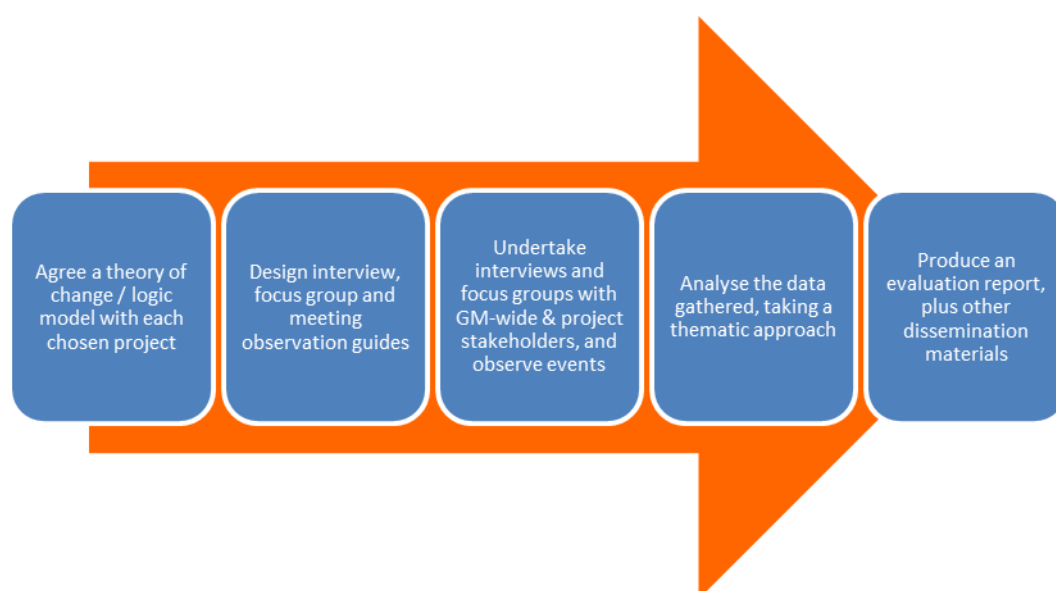 Agree a theory of
change / logic
model with each
chosen project
Design interview,
focus group and
meeting
observation guides
Undertake
interviews and
focus groups with
GM-wide & project
stakeholders, and
observe events
Analyse the data
gathered, taking a
thematic approach
Produce an
evaluation report,
plus other
dissemination
materials